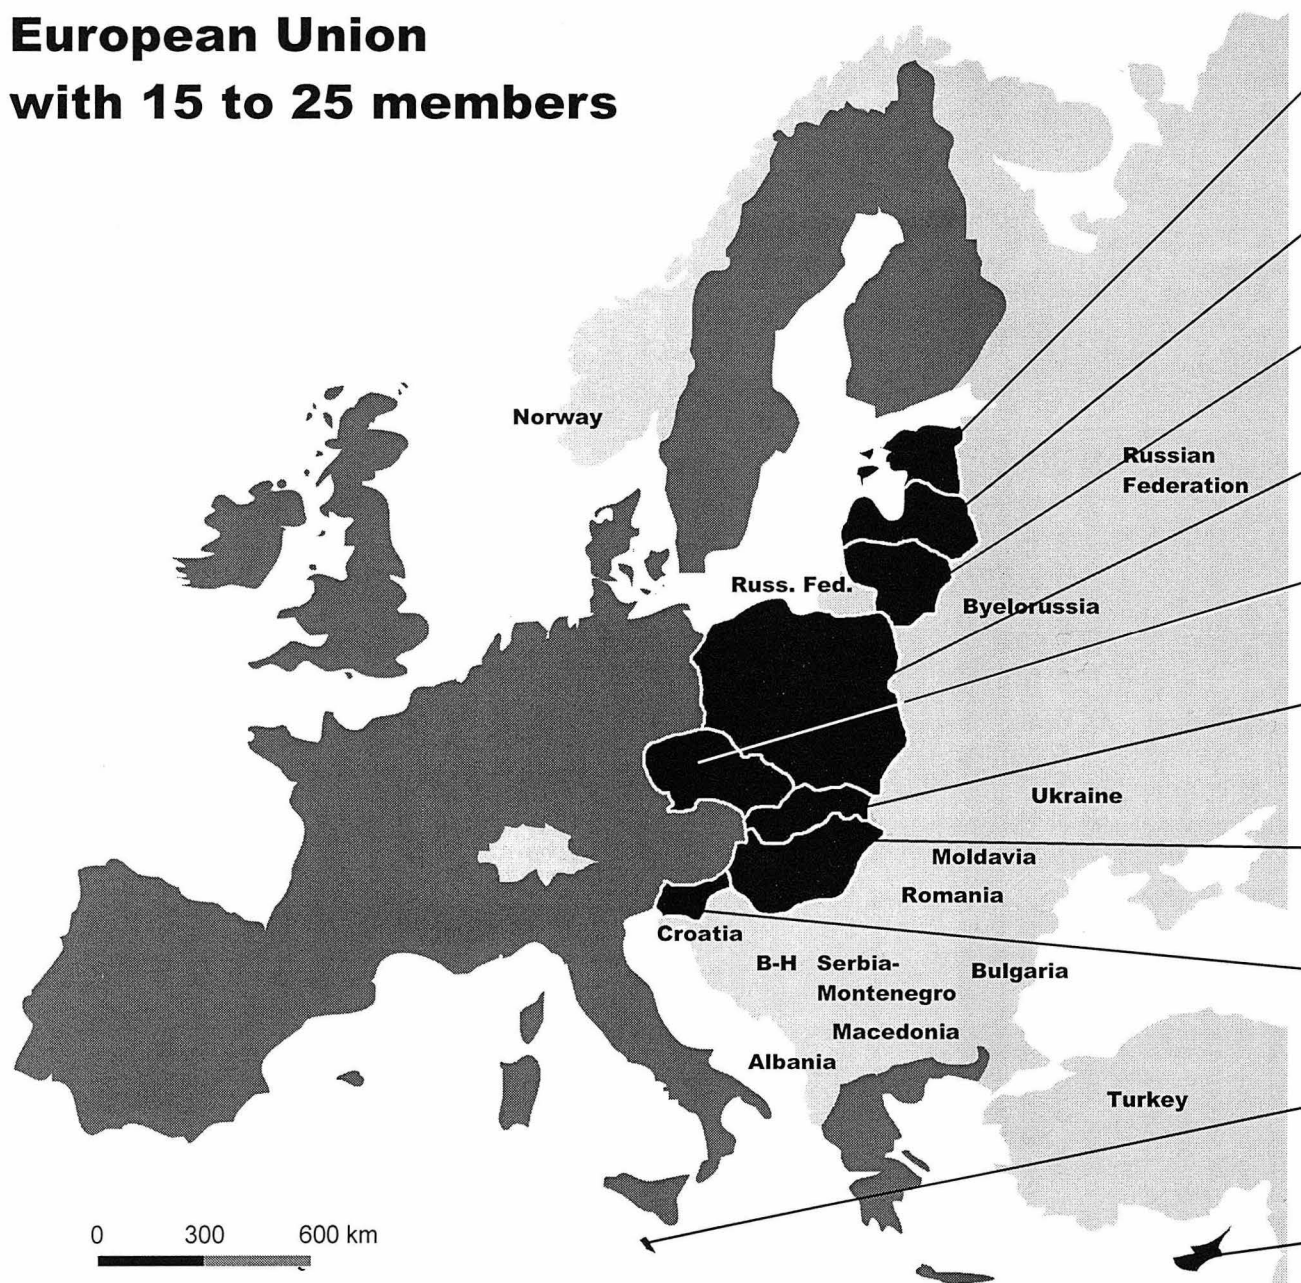 European Union
with 15 to 25 members
Norway
Russian
Federation
Russ. Fed.
Byelorussia
Ukraine
Moldavia
Romania
Croatia
B-H
Serbia-
Montenegro
Bulgaria
Macedonia
Albania
Turkey
0 300 600 km